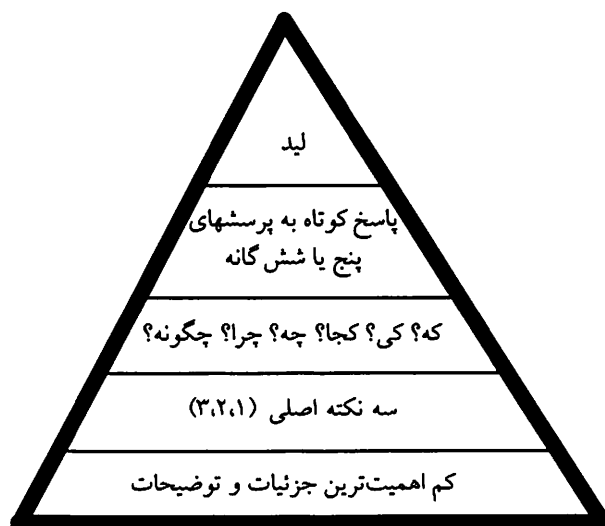 لید
پاسخ کوتاه به پرسشهای
پنج یا شش گانه
که؟ کی؟ کجا؟ چه؟ چرا؟ چگونه؟
سه نکته اصلی (۳،۲،۱)
کم اهمیت‌ترین جزئیات و توضیحات